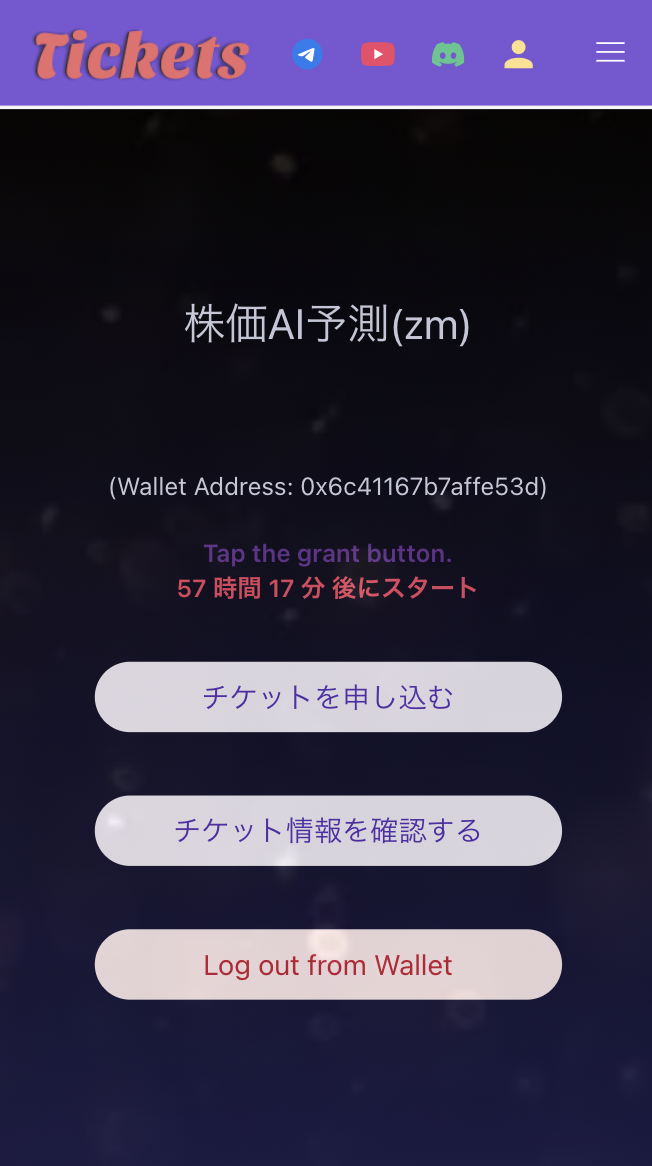 Tickets
株価AI予測(zm)
(Wallet Address: 0x6c41167b7affe53d)
Tap the grant button.
57 時間 17 分 後にスタート
チケットを申し込む
チケット情報を確認する
Log out from Wallet